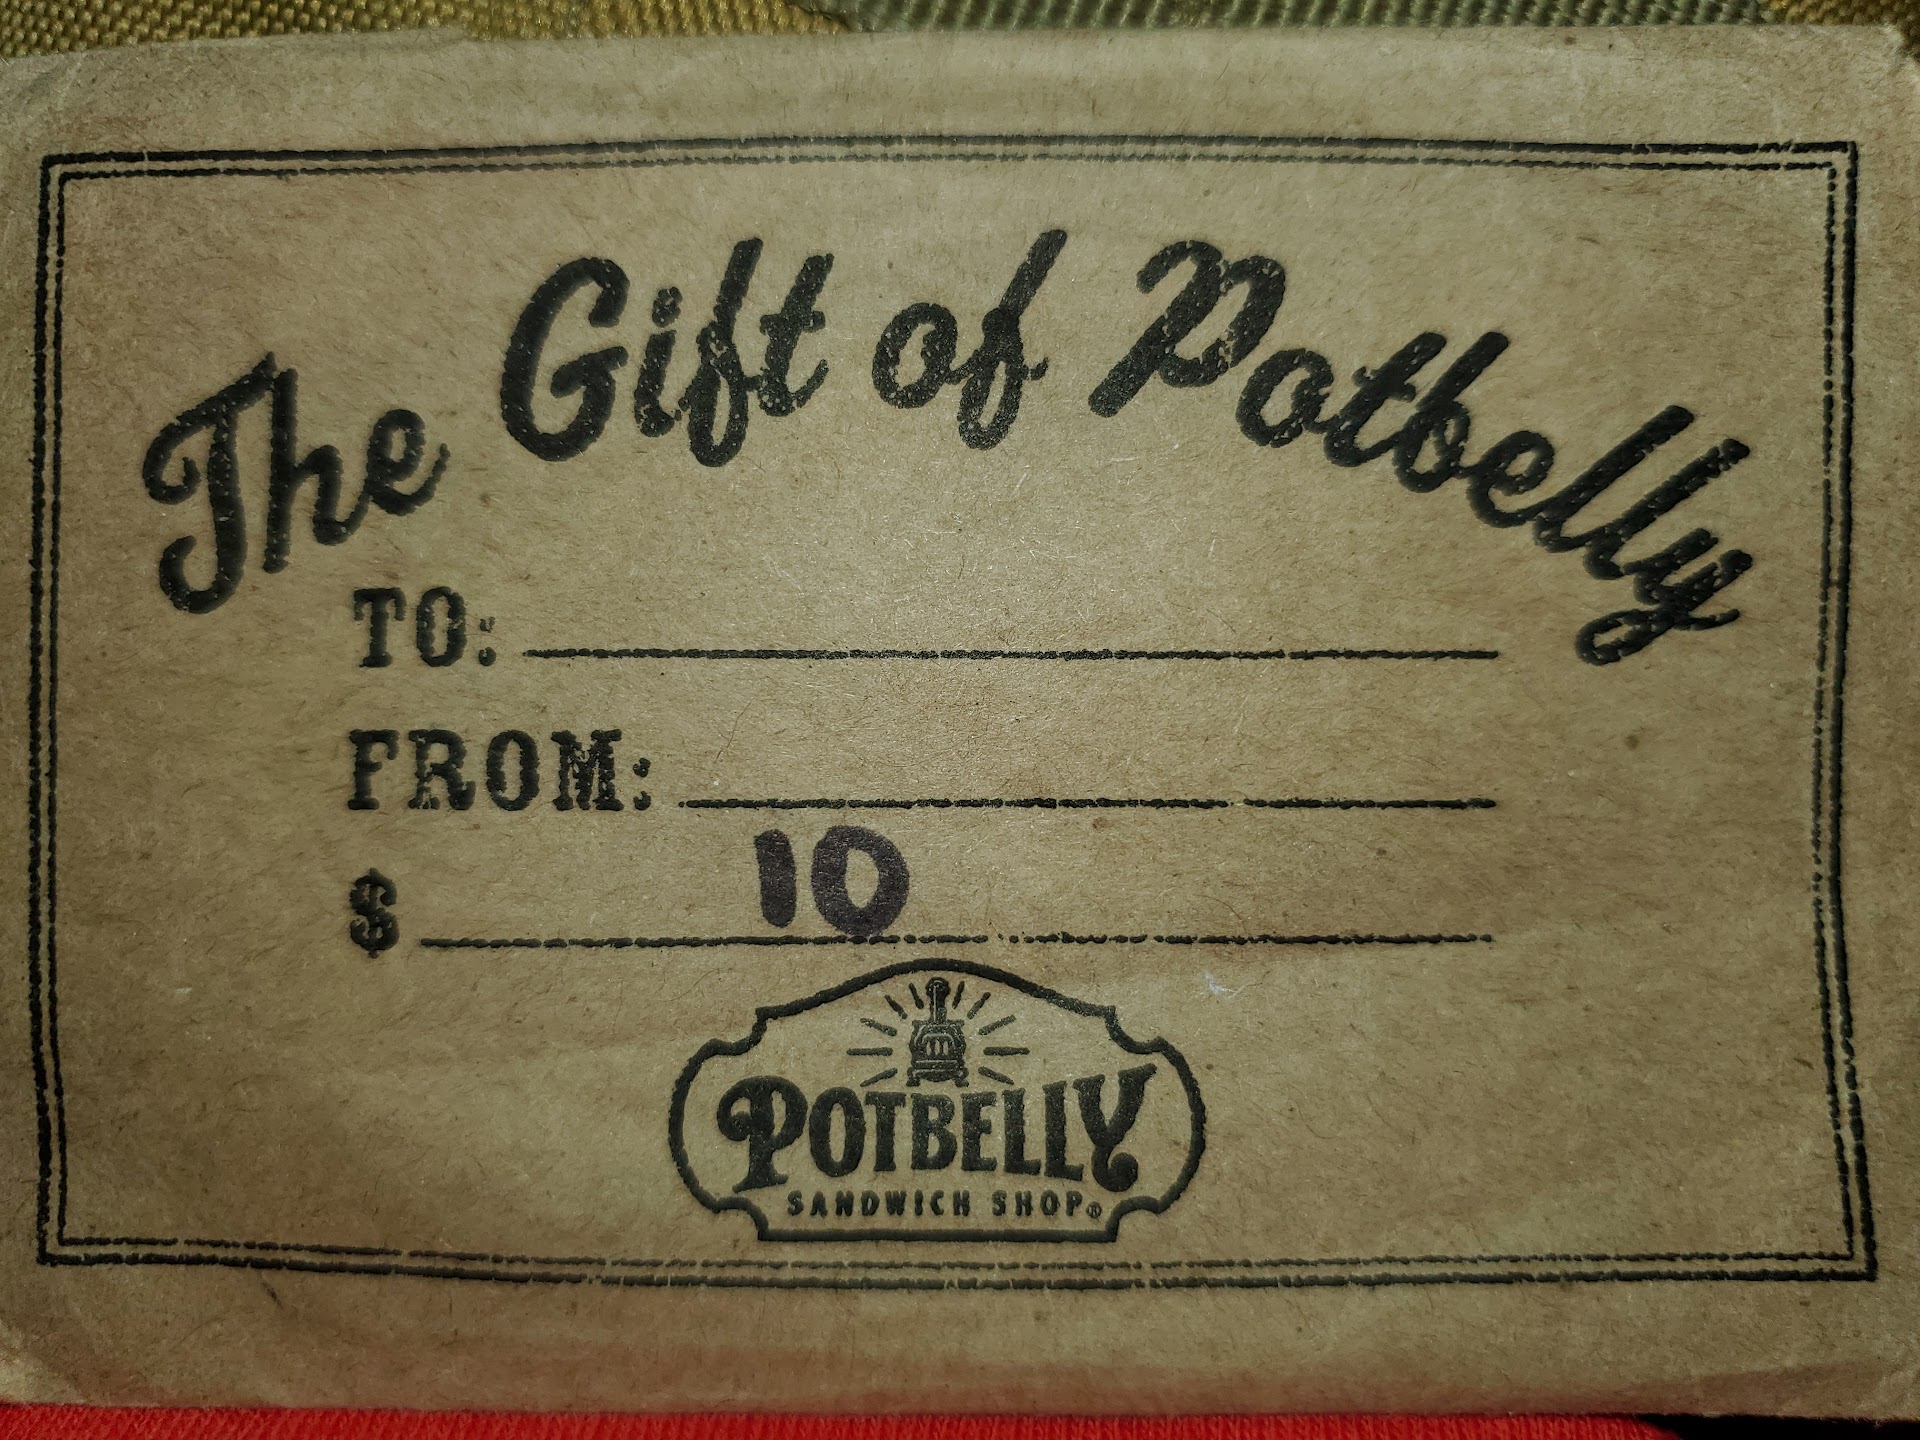 The Gift of Potbelly
TO:
FROM:
$ 10
POTBELLY
SANDWICH SHOP®